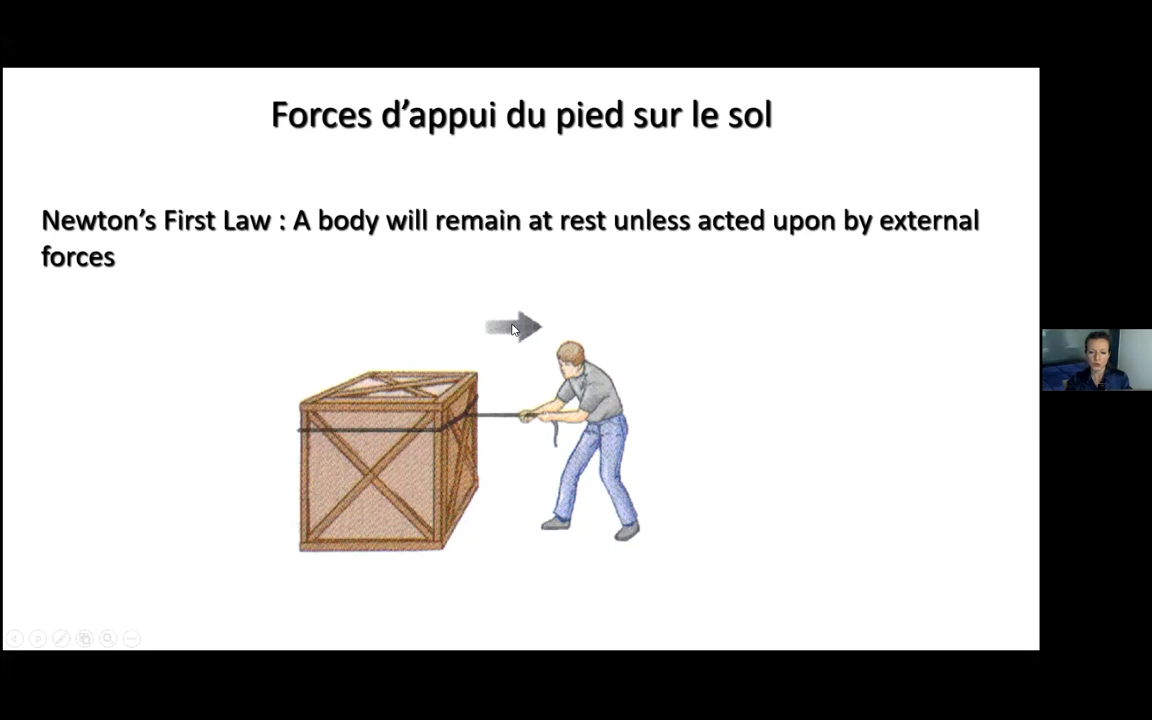 Forces d’appui du pied sur le sol
Newton’s First Law : A body will remain at rest unless acted upon by external
forces